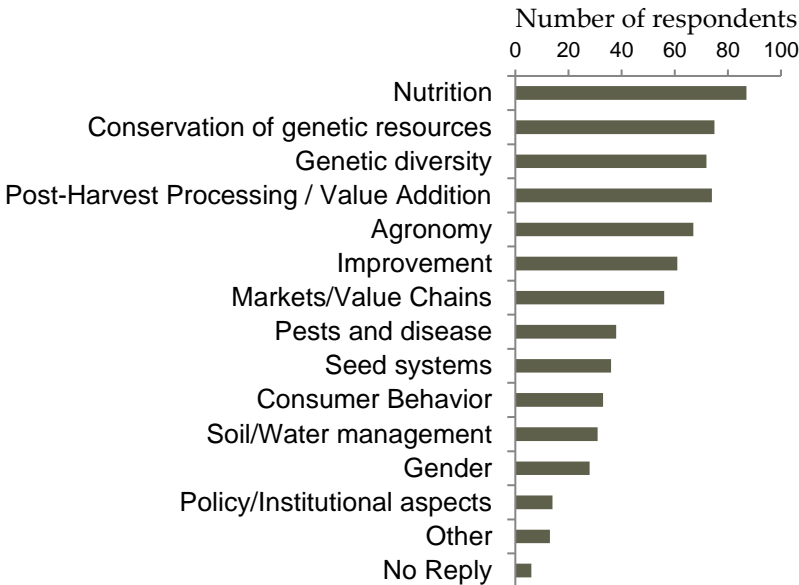 Number of respondents
0 20 40 60 80 100
Nutrition
Conservation of genetic resources
Genetic diversity
Post-Harvest Processing / Value Addition
Agronomy
Improvement
Markets/Value Chains
Pests and disease
Seed systems
Consumer Behavior
Soil/Water management
Gender
Policy/Institutional aspects
Other
No Reply